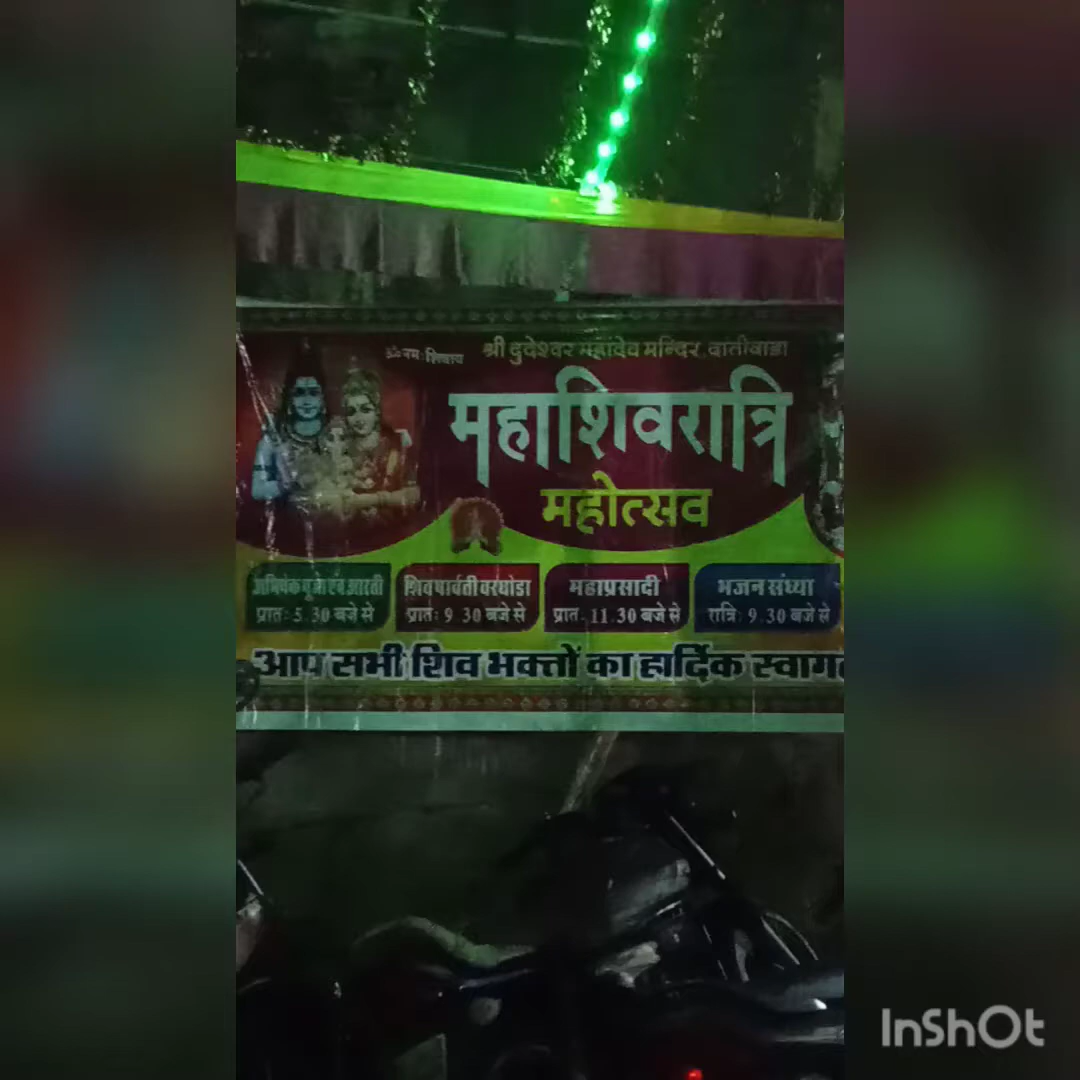 ॐ नमः शिवाय
श्री दुदेश्वर महादेव मन्दिर, वातीवाडा
महाशिवरात्रि
महोत्सव
अभिषेक पूजा एवं आरती
प्रातः 5.30 बजे से
शिव पार्वती वरघोडा
प्रातः 9.30 बजे से
महाप्रसादी
प्रातः 11.30 बजे से
भजन संध्या
रात्रि: 9.30 बजे से
आप सभी शिव भक्तों का हार्दिक स्वागत
InShOt